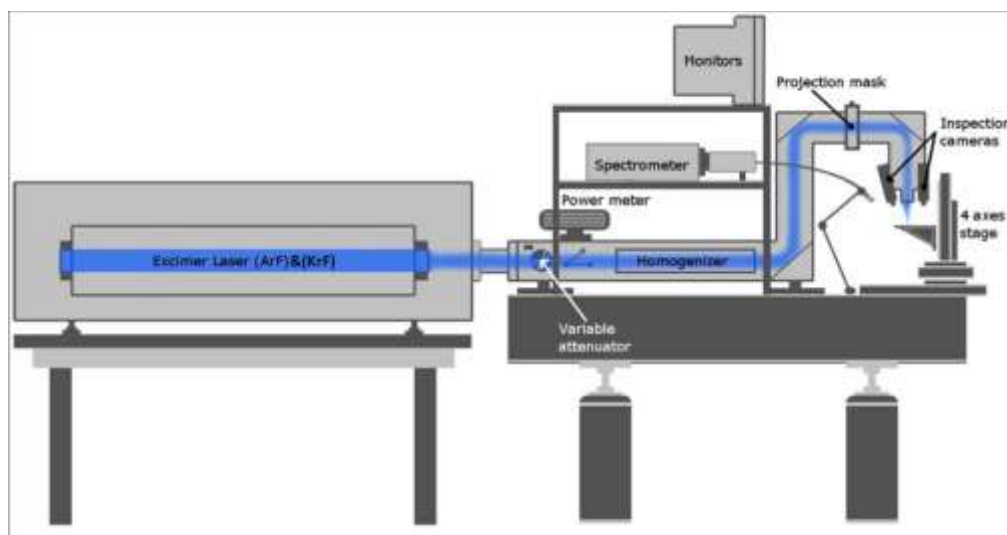 Monitors
Projection mask
Inspection
cameras
Spectrometer
Power meter
4 axes
stage
Excimer Laser (ArF)&(KrF)
Homogenizer
Variable
attenuator